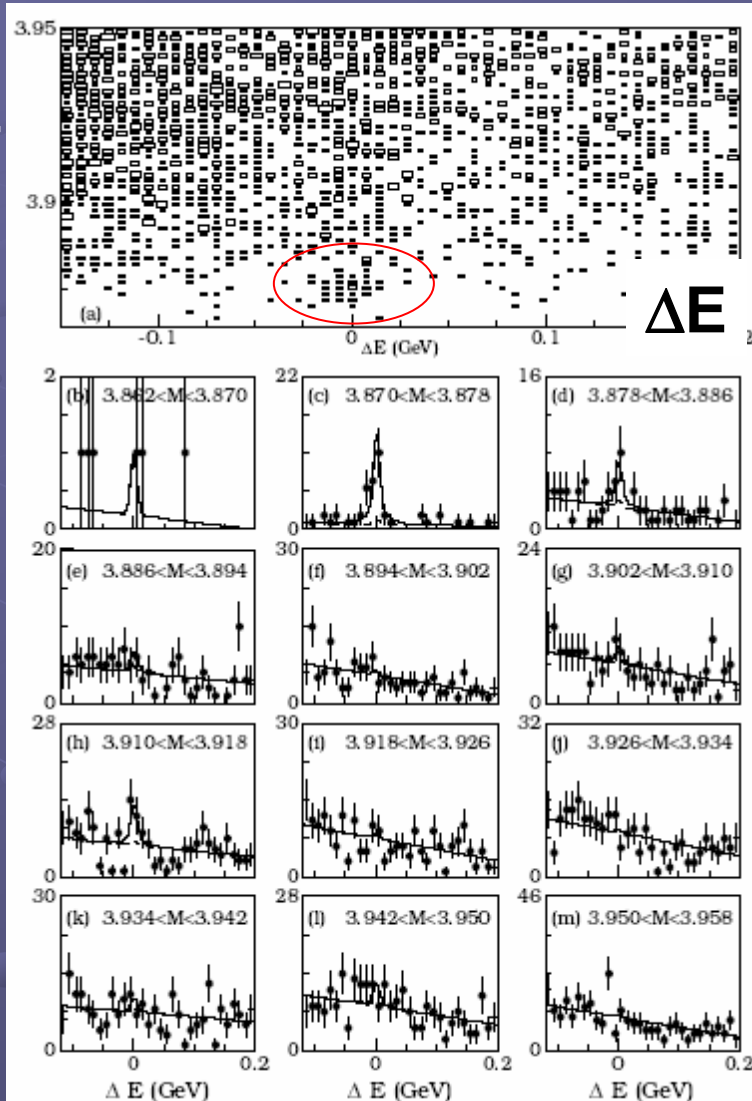 3.95
3.9
(a)
-0.1 0 0.1 2
ΔE (GeV)
ΔE
2 (b) 3.862<M<3.870 22 (c) 3.870<M<3.878 16 (d) 3.878<M<3.886
0 0 0
20 (e) 3.886<M<3.894 30 (f) 3.894<M<3.902 24 (g) 3.902<M<3.910
0 0 0
28 (h) 3.910<M<3.918 30 (i) 3.918<M<3.926 32 (j) 3.926<M<3.934
0 0 0
30 (k) 3.934<M<3.942 28 (l) 3.942<M<3.950 46 (m) 3.950<M<3.958
0 0 0
0 0.2 0 0.2 0 0.2
Δ E (GeV) Δ E (GeV) Δ E (GeV)